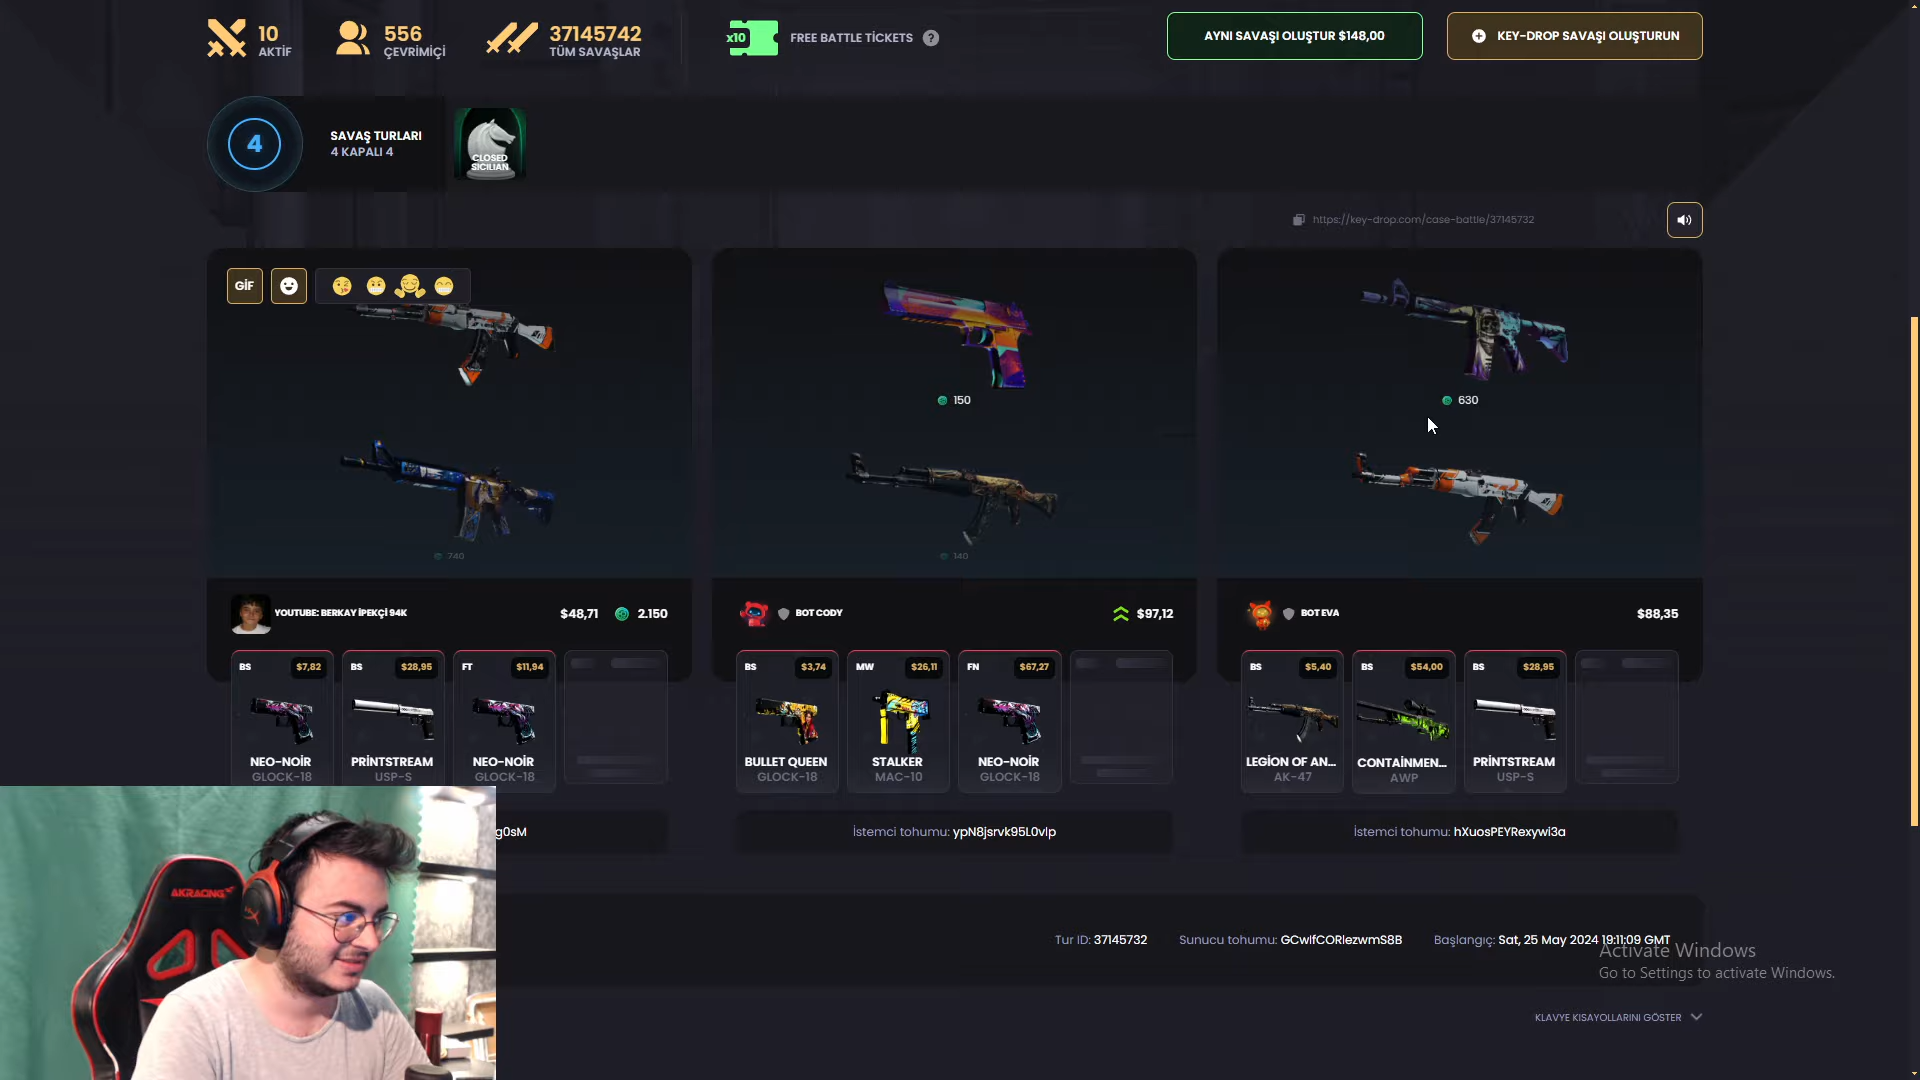 10
AKTİF
556
ÇEVRİMİÇİ
37145742
TÜM SAVAŞLAR
x10
FREE BATTLE TİCKETS ?
AYNI SAVAŞI OLUŞTUR $148,00
KEY-DROP SAVAŞI OLUŞTURUN
4
SAVAŞ TURLARI
4 KAPALI 4
CLOSED
SICILIAN
https://key-drop.com/case-battle/37145732
GİF
150
630
740
140
YOUTUBE: BERKAY İPEKÇİ 94K
$48,71
2.150
BOT CODY
$97,12
BOT EVA
$88,35
BS $7,82
NEO-NOİR
GLOCK-18
BS $28,95
PRİNTSTREAM
USP-S
FT $11,94
NEO-NOİR
GLOCK-18
BS $3,74
BULLET QUEEN
GLOCK-18
MW $26,11
STALKER
MAC-10
FN $67,27
NEO-NOİR
GLOCK-18
BS $5,40
LEGİON OF AN...
AK-47
BS $54,00
CONTAİNMEN...
AWP
BS $28,95
PRİNTSTREAM
USP-S
g0sM
İstemci tohumu: ypN8jsrvk95L0vIp
İstemci tohumu: hXuosPEYRexywi3a
AKRACING
Tur ID: 37145732
Sunucu tohumu: GCwIfCORlezwmS8B
Başlangıç: Sat, 25 May 2024 19:11:09 GMT
Activate Windows
Go to Settings to activate Windows.
KLAVYE KISAYOLLARINI GÖSTER